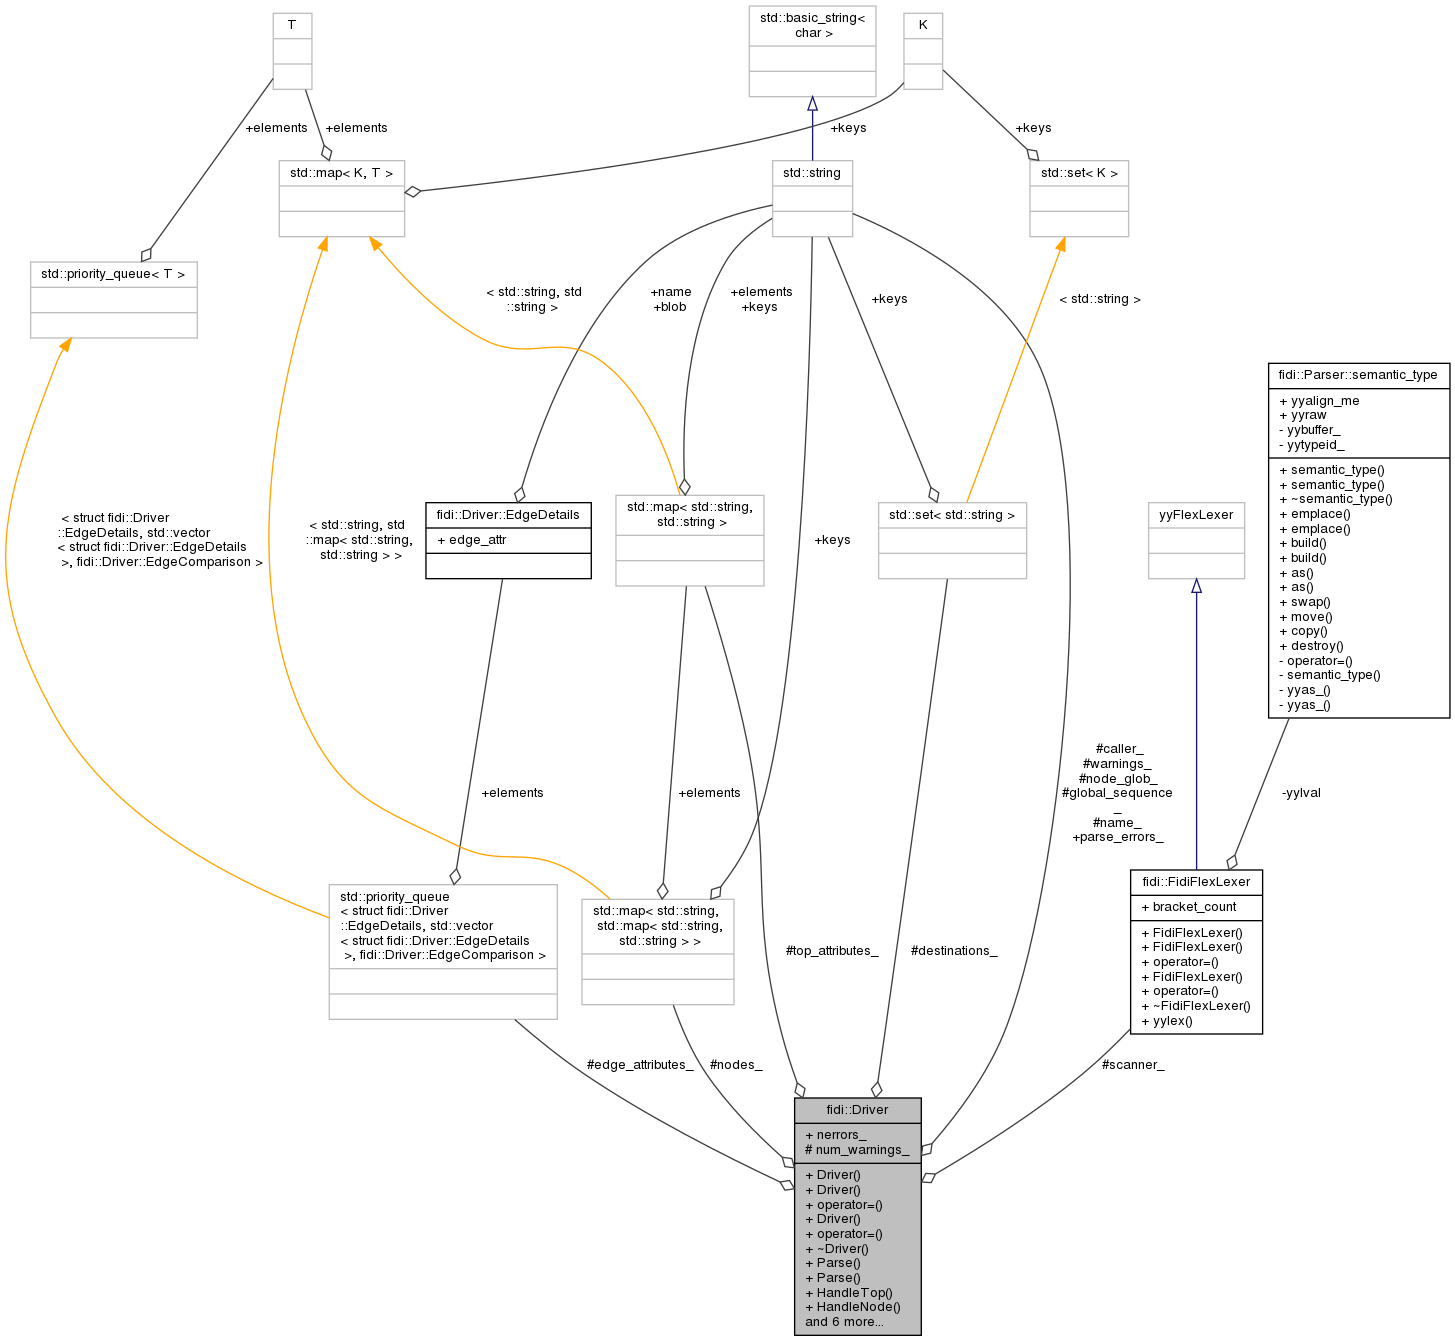 T
std::basic_string<
char >
K
+elements
+elements
+keys
+keys
std::map< K, T >
std::string
std::set< K >
std::priority_queue< T >
< std::string, std
::string >
+name
+blob
+elements
+keys
+keys
< std::string >
fidi::Parser::semantic_type
+ yyalign_me
+ yyraw
- yybuffer_
- yytypeid_
+ semantic_type()
+ semantic_type()
+ ~semantic_type()
+ emplace()
+ emplace()
+ build()
+ build()
+ as()
+ as()
+ swap()
+ move()
+ copy()
+ destroy()
- operator=()
- semantic_type()
- yyas_()
- yyas_()
< struct fidi::Driver
::EdgeDetails, std::vector
< struct fidi::Driver::EdgeDetails
>, fidi::Driver::EdgeComparison >
< std::string, std
::map< std::string,
std::string > >
fidi::Driver::EdgeDetails
+ edge_attr
std::map< std::string,
std::string >
+keys
std::set< std::string >
yyFlexLexer
+elements
+elements
#caller_
#warnings_
#node_glob_
#global_sequence
_
#name_
+parse_errors_
-yylval
std::priority_queue
< struct fidi::Driver
::EdgeDetails, std::vector
< struct fidi::Driver::EdgeDetails
>, fidi::Driver::EdgeComparison >
std::map< std::string,
std::map< std::string,
std::string > >
#top_attributes_
#destinations_
fidi::FidiFlexLexer
+ bracket_count
+ FidiFlexLexer()
+ FidiFlexLexer()
+ operator=()
+ FidiFlexLexer()
+ operator=()
+ ~FidiFlexLexer()
+ yylex()
#edge_attributes_
#nodes_
#scanner_
fidi::Driver
+ nerrors_
# num_warnings_
+ Driver()
+ Driver()
+ operator=()
+ Driver()
+ operator=()
+ ~Driver()
+ Parse()
+ Parse()
+ HandleTop()
+ HandleNode()
and 6 more...